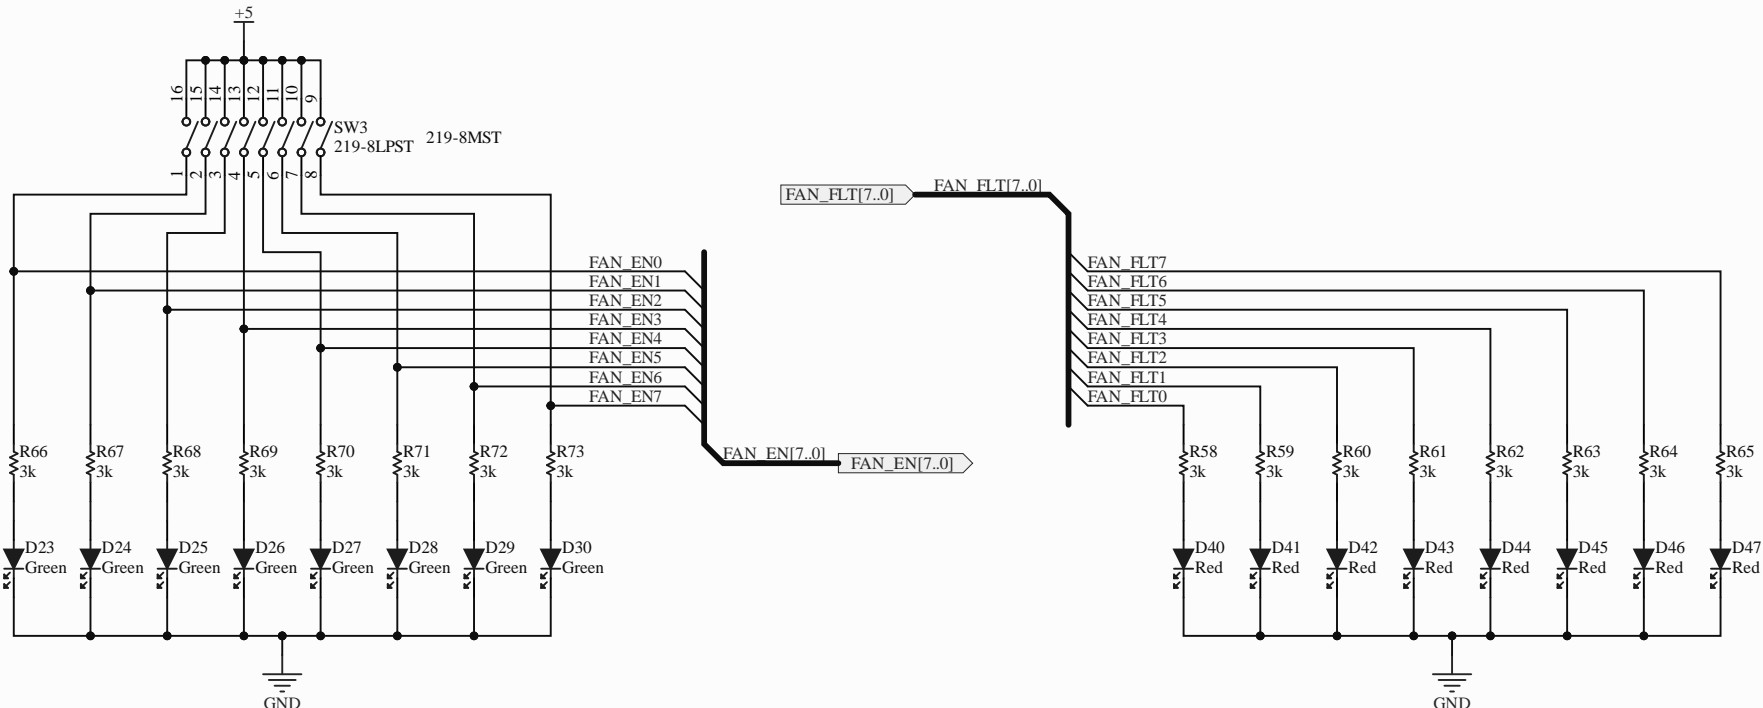 +5
16
15
14
13
12
11
10
9
SW3
219-8LPST
219-8MST
1
2
3
4
5
6
7
8
FAN_FLT[7..0]
FAN_FLT[7..0]
FAN_EN0
FAN_EN1
FAN_EN2
FAN_EN3
FAN_EN4
FAN_EN5
FAN_EN6
FAN_EN7
FAN_FLT7
FAN_FLT6
FAN_FLT5
FAN_FLT4
FAN_FLT3
FAN_FLT2
FAN_FLT1
FAN_FLT0
FAN_EN[7..0]
FAN_EN[7..0]
R66
3k
R67
3k
R68
3k
R69
3k
R70
3k
R71
3k
R72
3k
R73
3k
R58
3k
R59
3k
R60
3k
R61
3k
R62
3k
R63
3k
R64
3k
R65
3k
D23
Green
D24
Green
D25
Green
D26
Green
D27
Green
D28
Green
D29
Green
D30
Green
D40
Red
D41
Red
D42
Red
D43
Red
D44
Red
D45
Red
D46
Red
D47
Red
GND
GND